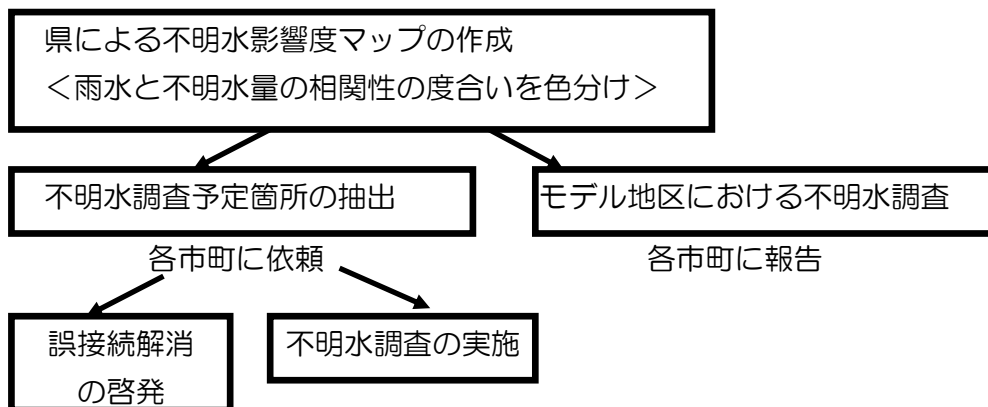 県による不明水影響度マップの作成
＜雨水と不明水量の相関性の度合いを色分け＞
不明水調査予定箇所の抽出
モデル地区における不明水調査
各市町に依頼
各市町に報告
誤接続解消
の啓発
不明水調査の実施